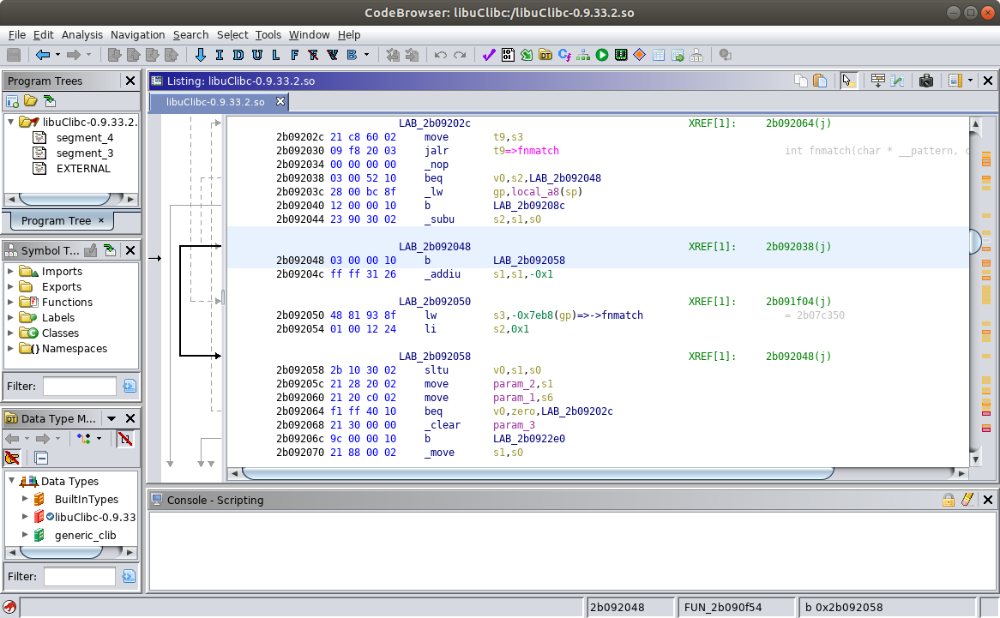 CodeBrowser: libuClibc:/libuClibc-0.9.33.2.so
File Edit Analysis Navigation Search Select Tools Window Help
I D U L F V B
Program Trees
libuClibc-0.9.33.2.
segment_4
segment_3
EXTERNAL
Program Tree ×
Symbol T...
Imports
Exports
Functions
Labels
Classes
Namespaces
Filter:
Data Type M...
Data Types
BuiltInTypes
libuClibc-0.9.33
generic_clib
Filter:
Listing: libuClibc-0.9.33.2.so
libuClibc-0.9.33.2.so
LAB_2b09202c XREF[1]: 2b092064(j)
2b09202c 21 c8 60 02 move t9,s3
2b092030 09 f8 20 03 jalr t9=>fnmatch int fnmatch(char * __pattern, c
2b092034 00 00 00 00 _nop
2b092038 03 00 52 10 beq v0,s2,LAB_2b092048
2b09203c 28 00 bc 8f _lw gp,local_a8(sp)
2b092040 12 00 00 10 b LAB_2b09208c
2b092044 23 90 30 02 _subu s2,s1,s0
LAB_2b092048 XREF[1]: 2b092038(j)
2b092048 03 00 00 10 b LAB_2b092058
2b09204c ff ff 31 26 _addiu s1,s1,-0x1
LAB_2b092050 XREF[1]: 2b091f04(j)
2b092050 48 81 93 8f lw s3,-0x7eb8(gp)=>->fnmatch = 2b07c350
2b092054 01 00 12 24 li s2,0x1
LAB_2b092058 XREF[1]: 2b092048(j)
2b092058 2b 10 30 02 sltu v0,s1,s0
2b09205c 21 28 20 02 move param_2,s1
2b092060 21 20 c0 02 move param_1,s6
2b092064 f1 ff 40 10 beq v0,zero,LAB_2b09202c
2b092068 21 30 00 00 _clear param_3
2b09206c 9c 00 00 10 b LAB_2b0922e0
2b092070 21 88 00 02 _move s1,s0
Console - Scripting
2b092048 FUN_2b090f54 b 0x2b092058